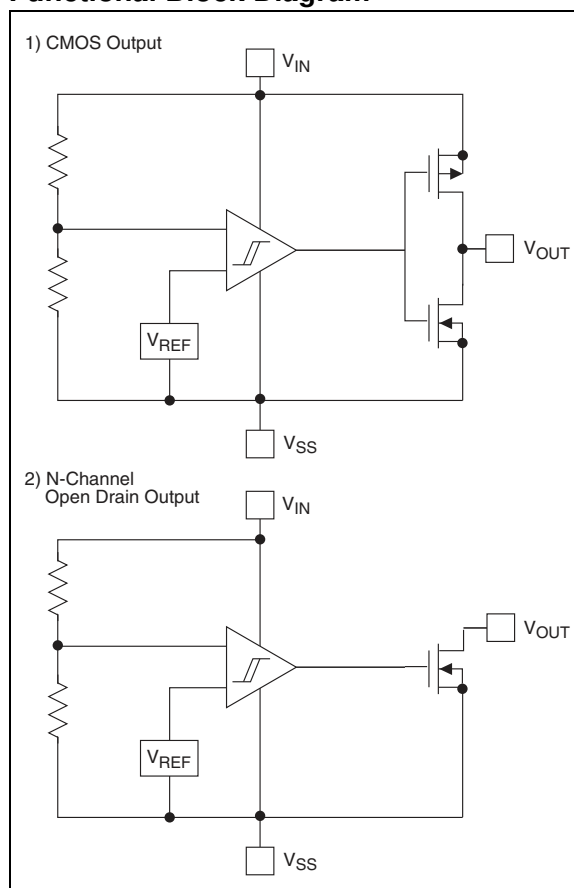 Functional Block Diagram
1) CMOS Output
VIN
VREF
VOUT
VSS
2) N-Channel
Open Drain Output
VIN
VOUT
VREF
VSS